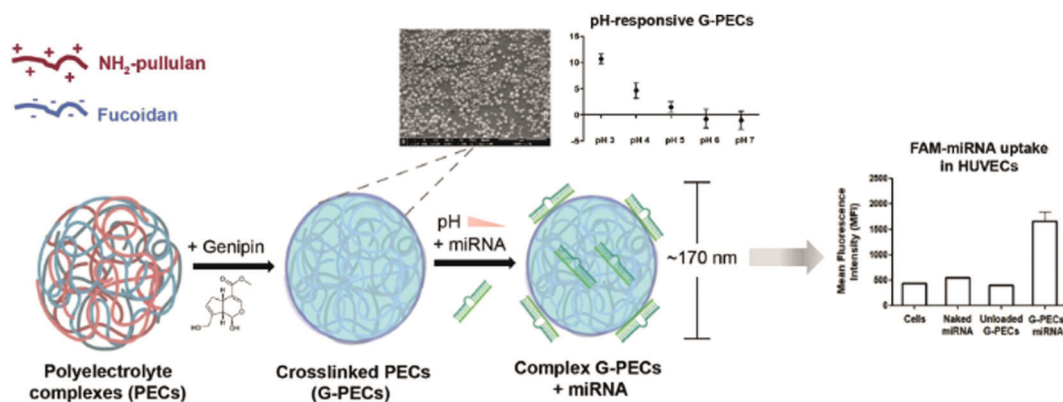 NH₂-pullulan
Fucoidan
pH-responsive G-PECs
15
10
5
0
-5
pH 3
pH 4
pH 5
pH 6
pH 7
+ Genipin
HO
OH
O
O
O
pH
+ miRNA
~170 nm
Polyelectrolyte
complexes (PECs)
Crosslinked PECs
(G-PECs)
Complex G-PECs
+ miRNA
FAM-miRNA uptake
in HUVECs
Mean Fluorescence
Intensity (MFI)
2500
2000
1500
1000
500
0
Cells
Naked
miRNA
Unloaded
G-PECs
G-PECs
miRNA